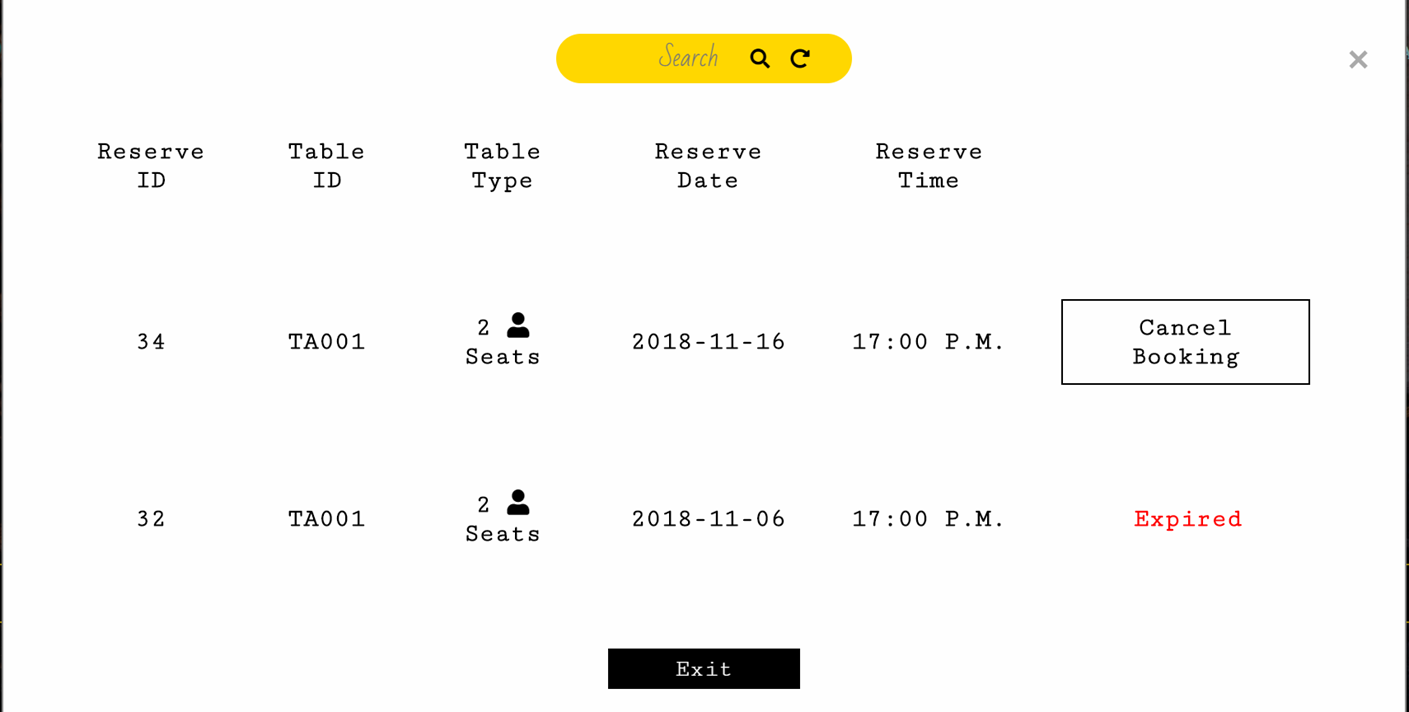 Search
Reserve ID
Table ID
Table Type
Reserve Date
Reserve Time
34
TA001
2
Seats
2018-11-16
17:00 P.M.
Cancel
Booking
32
TA001
2
Seats
2018-11-06
17:00 P.M.
Expired
Exit